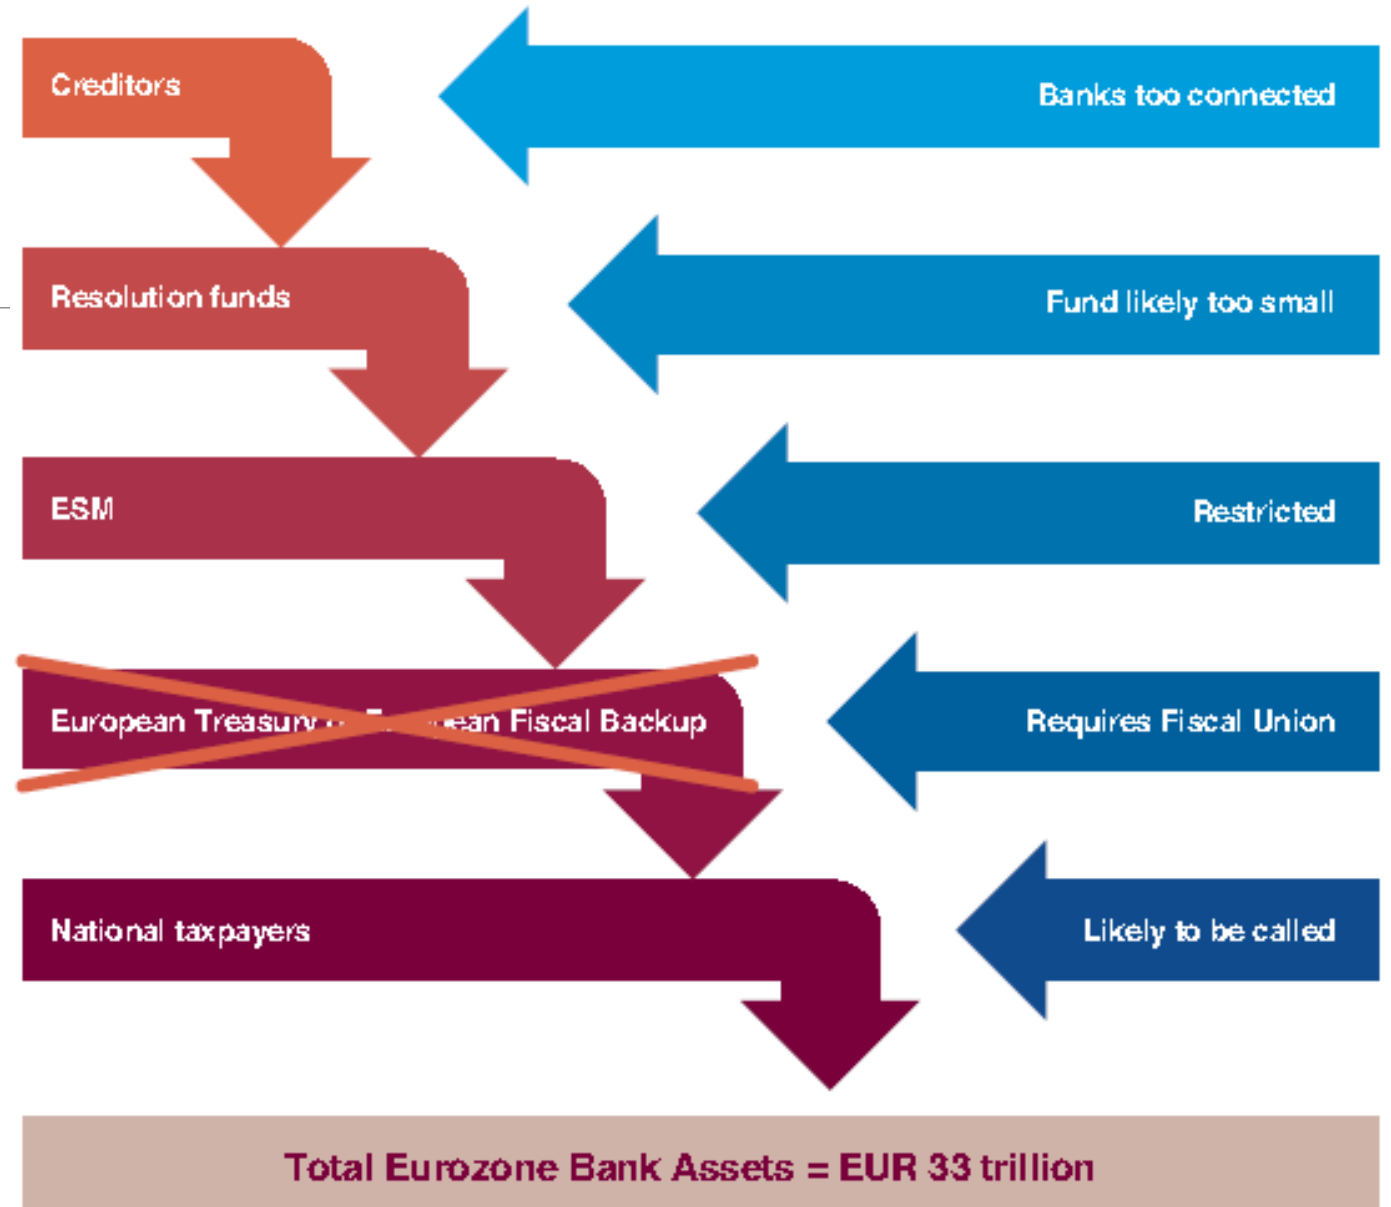 Creditors
Banks too connected
Resolution funds
Fund likely too small
ESM
Restricted
European Treasury Fiscal Backup
Requires Fiscal Union
National taxpayers
Likely to be called
Total Eurozone Bank Assets = EUR 33 trillion